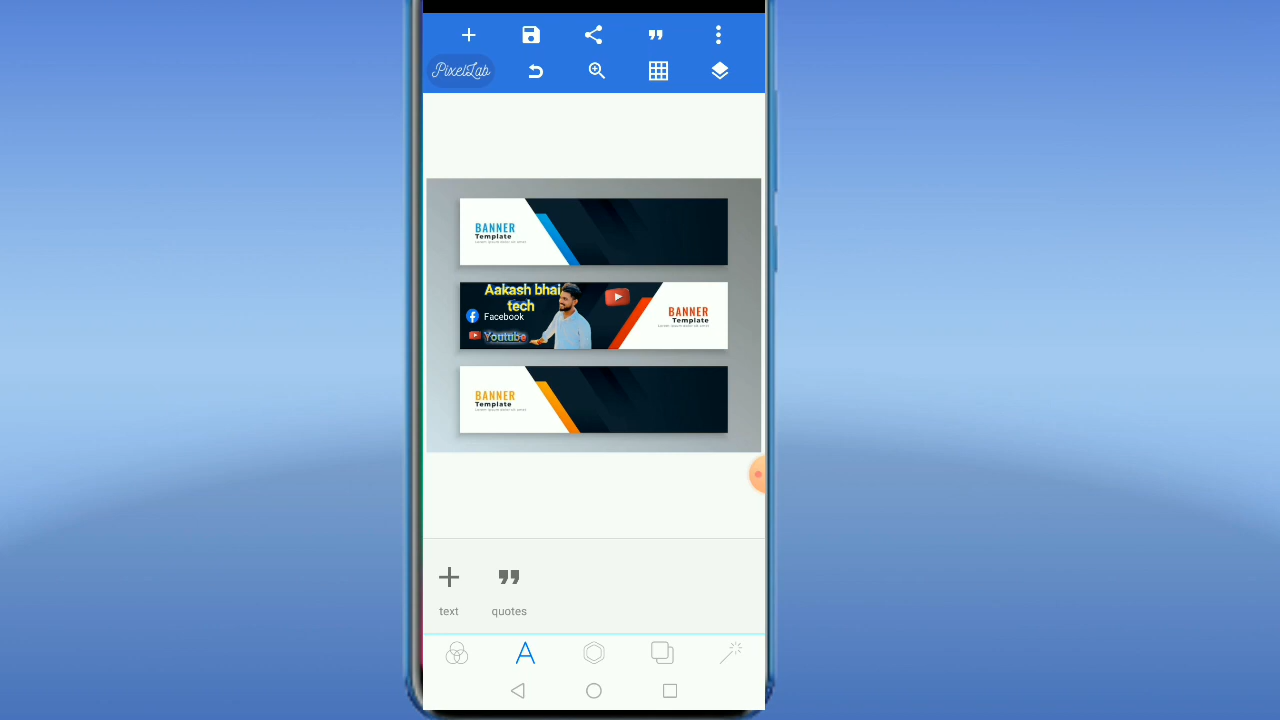 PixelLab
BANNER
Template
Aakash bhai
tech
Facebook
Youtube
BANNER
Template
BANNER
Template
text
quotes